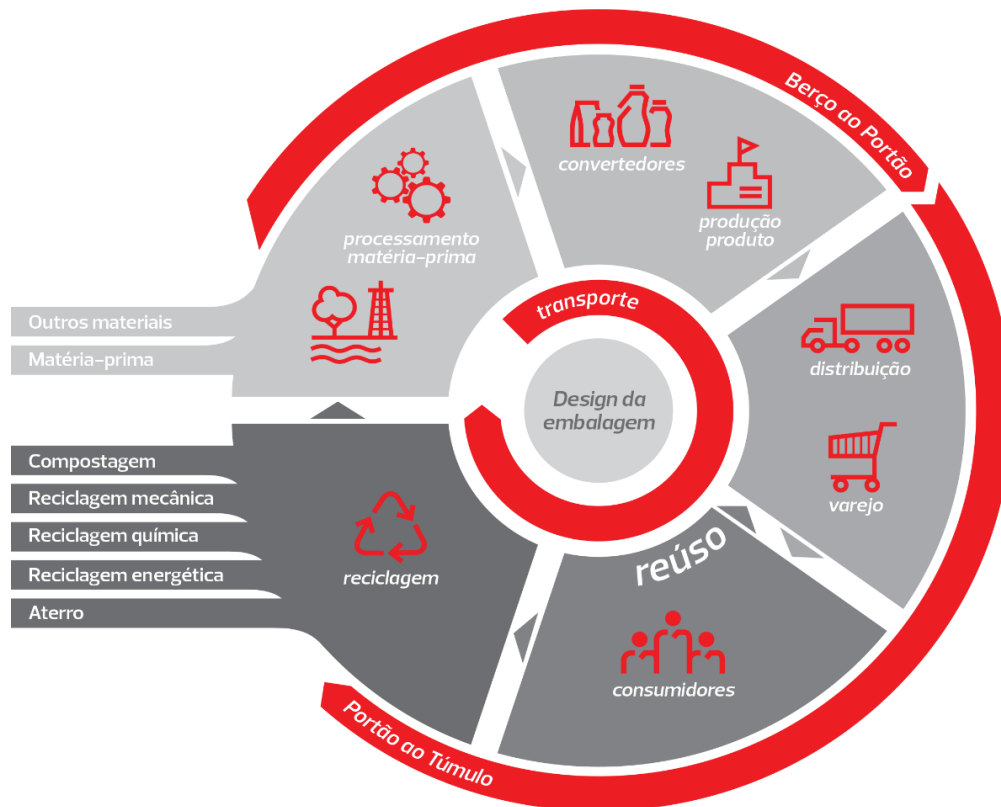 Berço ao Portão
convertedores
produção
produto
processamento
matéria-prima
Outros materiais
Matéria-prima
transporte
Design da
embalagem
distribuição
varejo
Compostagem
Reciclagem mecânica
Reciclagem química
Reciclagem energética
Aterro
reciclagem
reúso
consumidores
Portão ao Túmulo